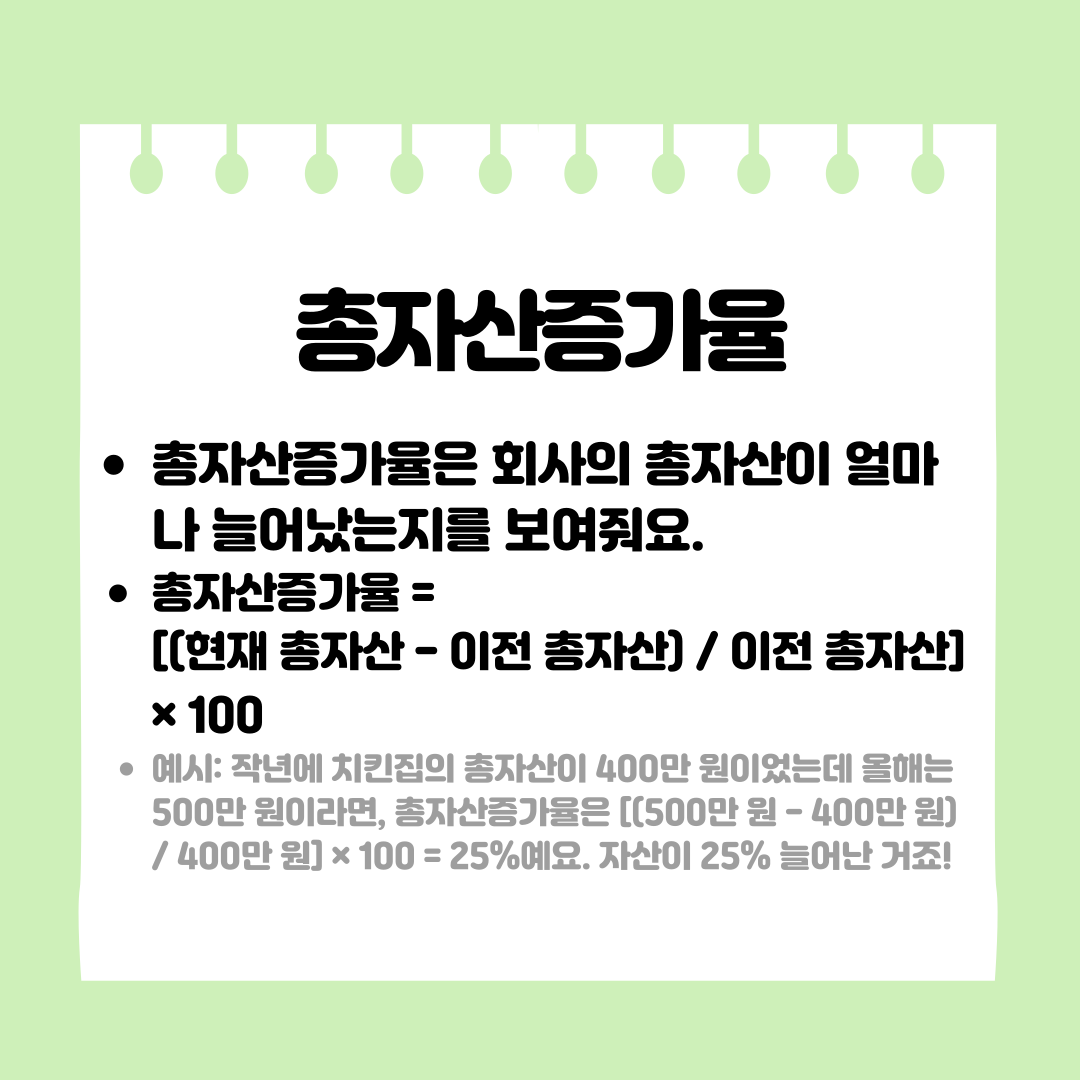 총자산증가율
• 총자산증가율은 회사의 총자산이 얼마
나 늘어났는지를 보여줘요.
• 총자산증가율 =
[(현재 총자산 - 이전 총자산) / 이전 총자산]
× 100
• 예시: 작년에 치킨집의 총자산이 400만 원이었는데 올해는
500만 원이라면, 총자산증가율은 [(500만 원 - 400만 원)
/ 400만 원] × 100 = 25%예요. 자산이 25% 늘어난 거죠!